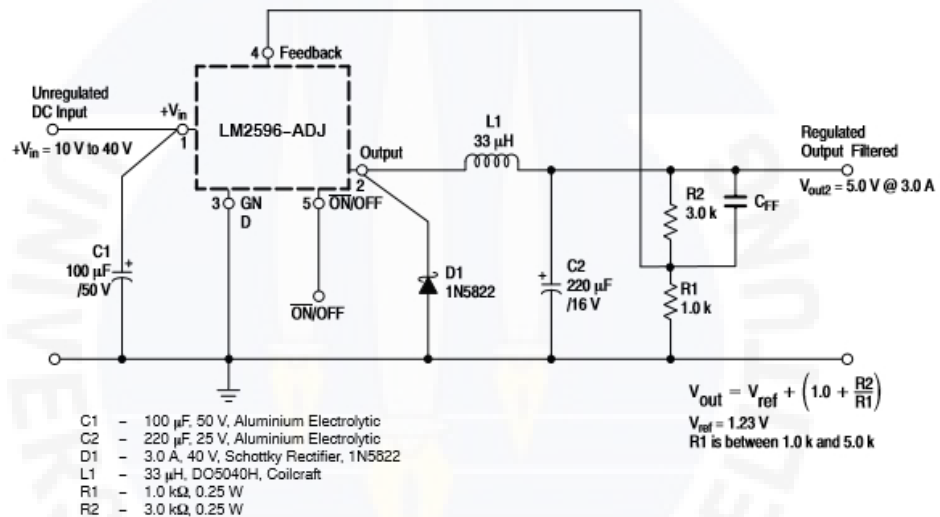 4 Feedback
Unregulated
DC Input
+Vin
1
LM2596-ADJ
+Vin = 10 V to 40 V
L1
33 µH
Output
2
Regulated
Output Filtered
Vout2 = 5.0 V @ 3.0 A
R2
3.0 k
CFF
3 GN
D
5 ON/OFF
C1
100 µF
/50 V
+
ON/OFF
D1
1N5822
+
C2
220 µF
/16 V
R1
1.0 k
Vout = Vref + (1.0 + R2/R1)
Vref = 1.23 V
R1 is between 1.0 k and 5.0 k
C1 – 100 µF, 50 V, Aluminium Electrolytic
C2 – 220 µF, 25 V, Aluminium Electrolytic
D1 – 3.0 A, 40 V, Schottky Rectifier, 1N5822
L1 – 33 µH, DO5040H, Coilcraft
R1 – 1.0 kΩ, 0.25 W
R2 – 3.0 kΩ, 0.25 W